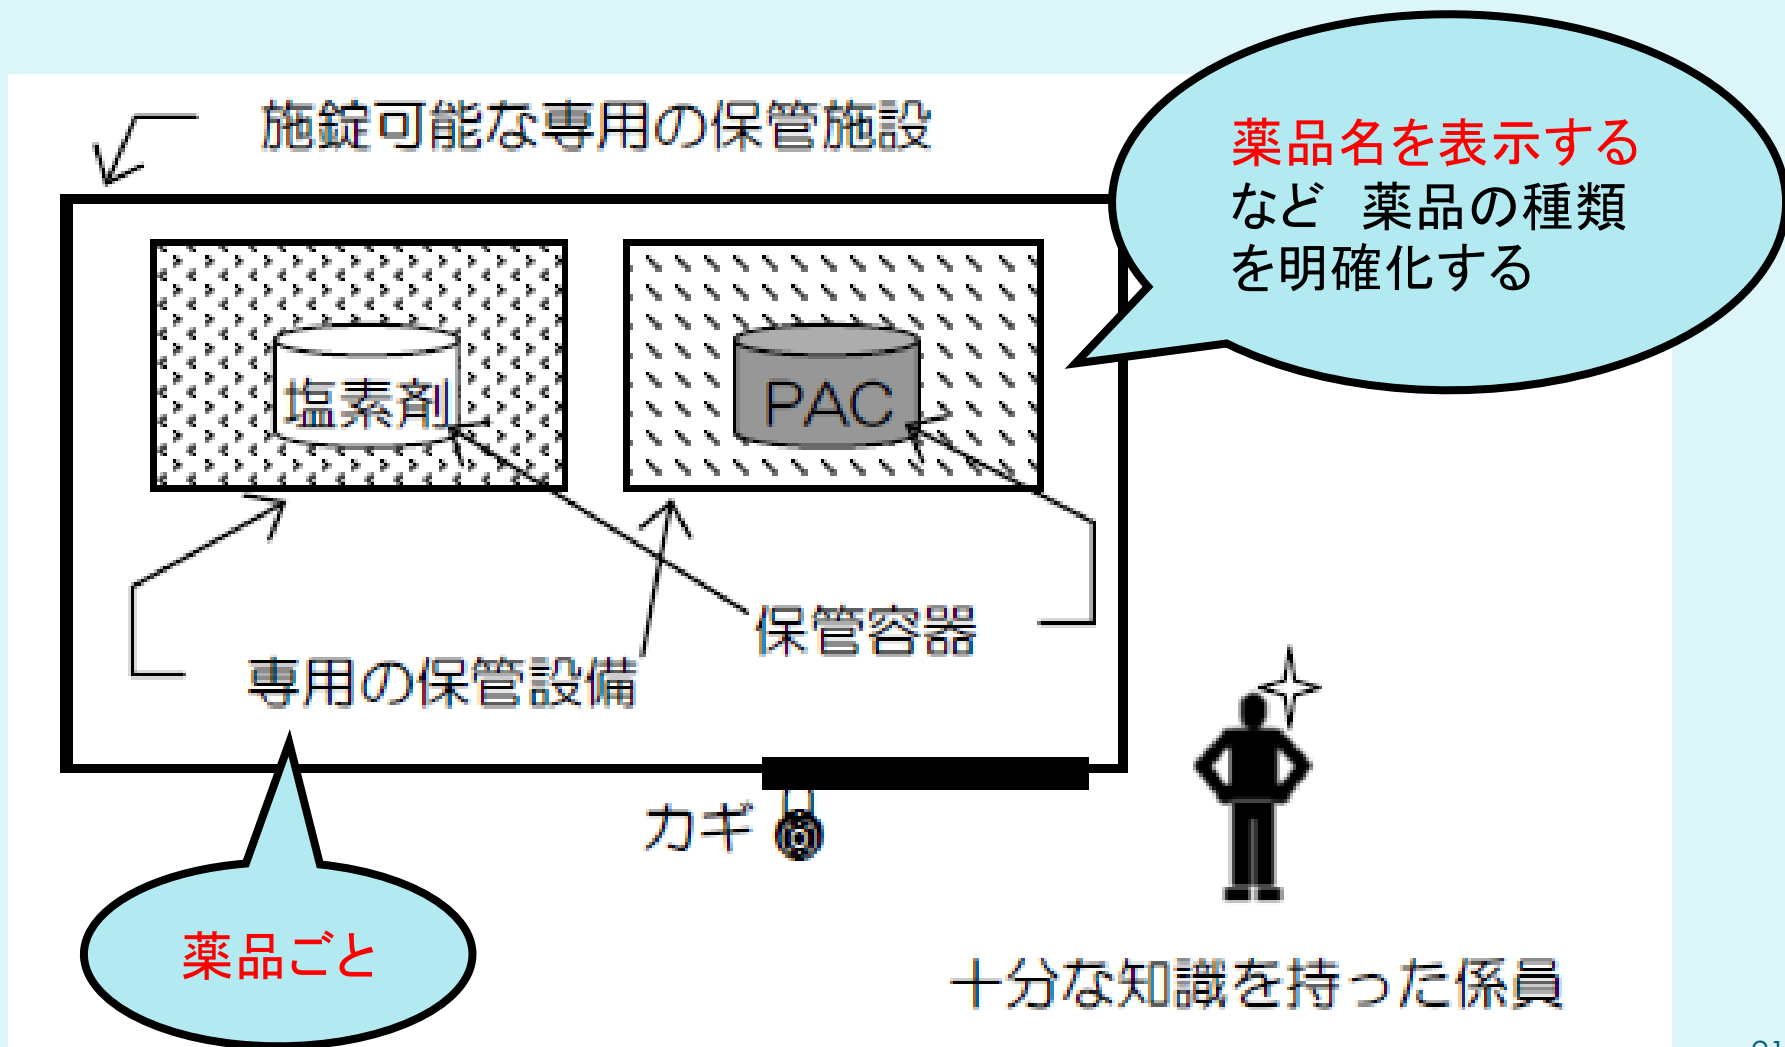 施錠可能な専用の保管施設
薬品名を表示する
など　薬品の種類
を明確化する
塩素剤
PAC
保管容器
専用の保管設備
カギ
薬品ごと
十分な知識を持った係員